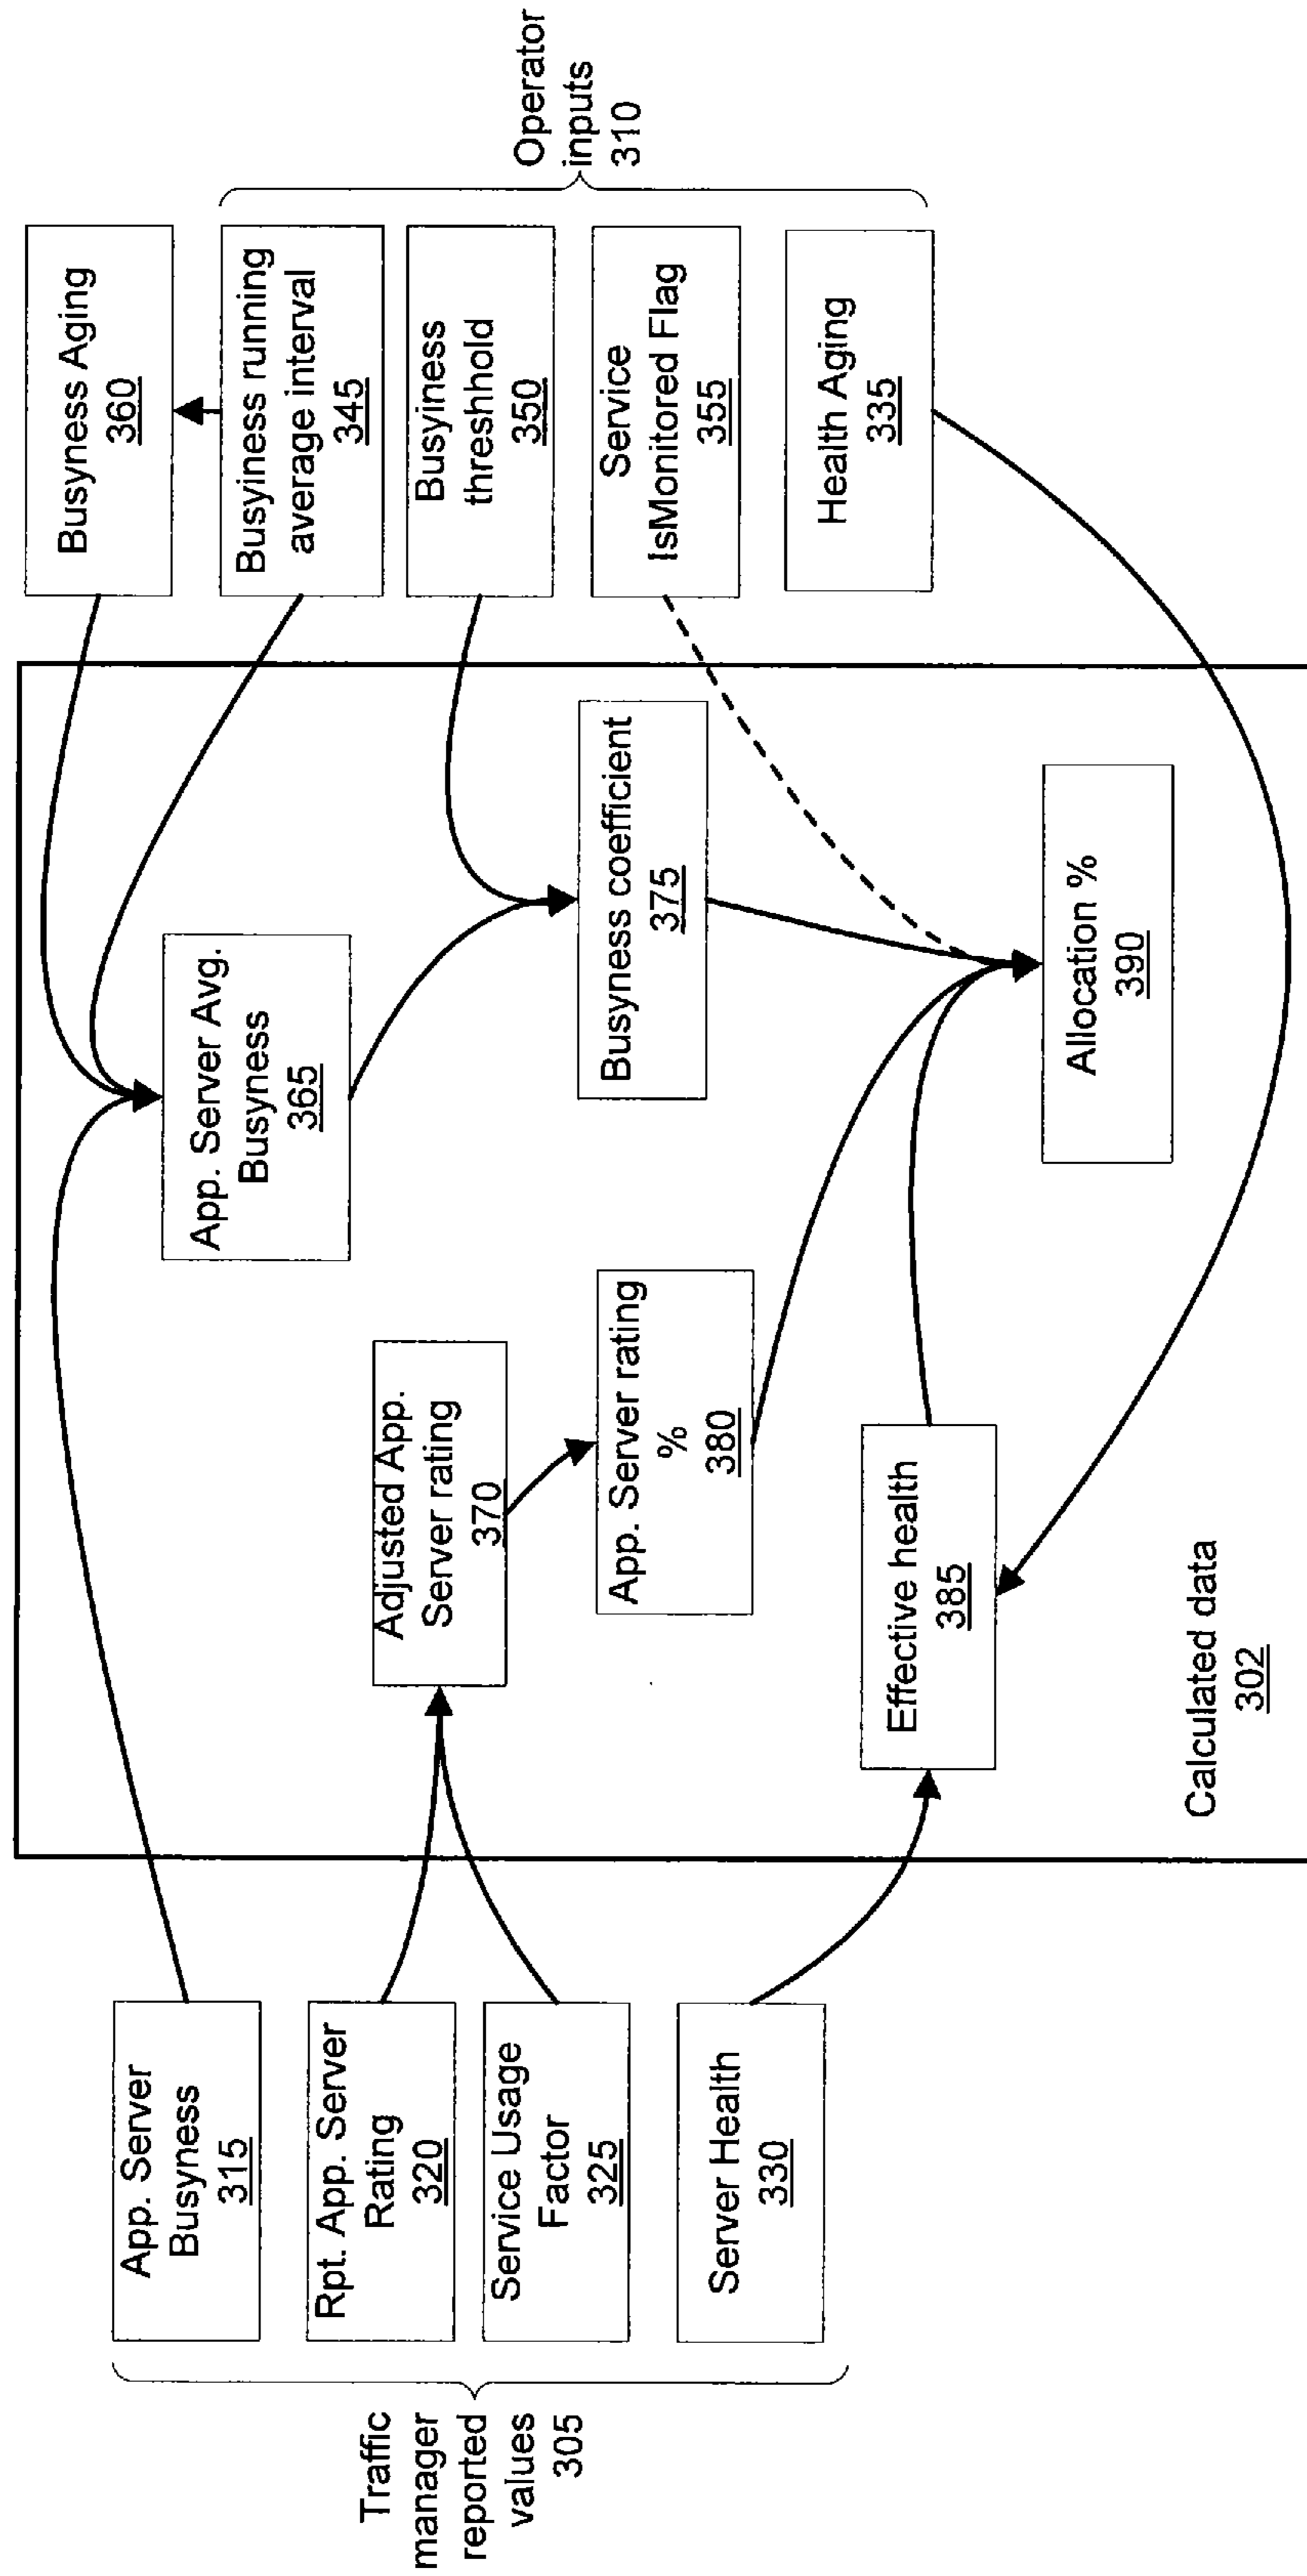 App. Server
Busyness
315
Rpt. App. Server
Rating
320
Service Usage
Factor
325
Server Health
330
Traffic
manager
reported
values
305
App. Server Avg.
Busyness
365
Adjusted App.
Server rating
370
App. Server rating
%
380
Busyness coefficient
375
Effective health
385
Allocation %
390
Calculated data
302
Busyness Aging
360
Busyiness running
average interval
345
Busyiness
threshhold
350
Service
IsMonitored Flag
355
Health Aging
335
Operator
inputs
310